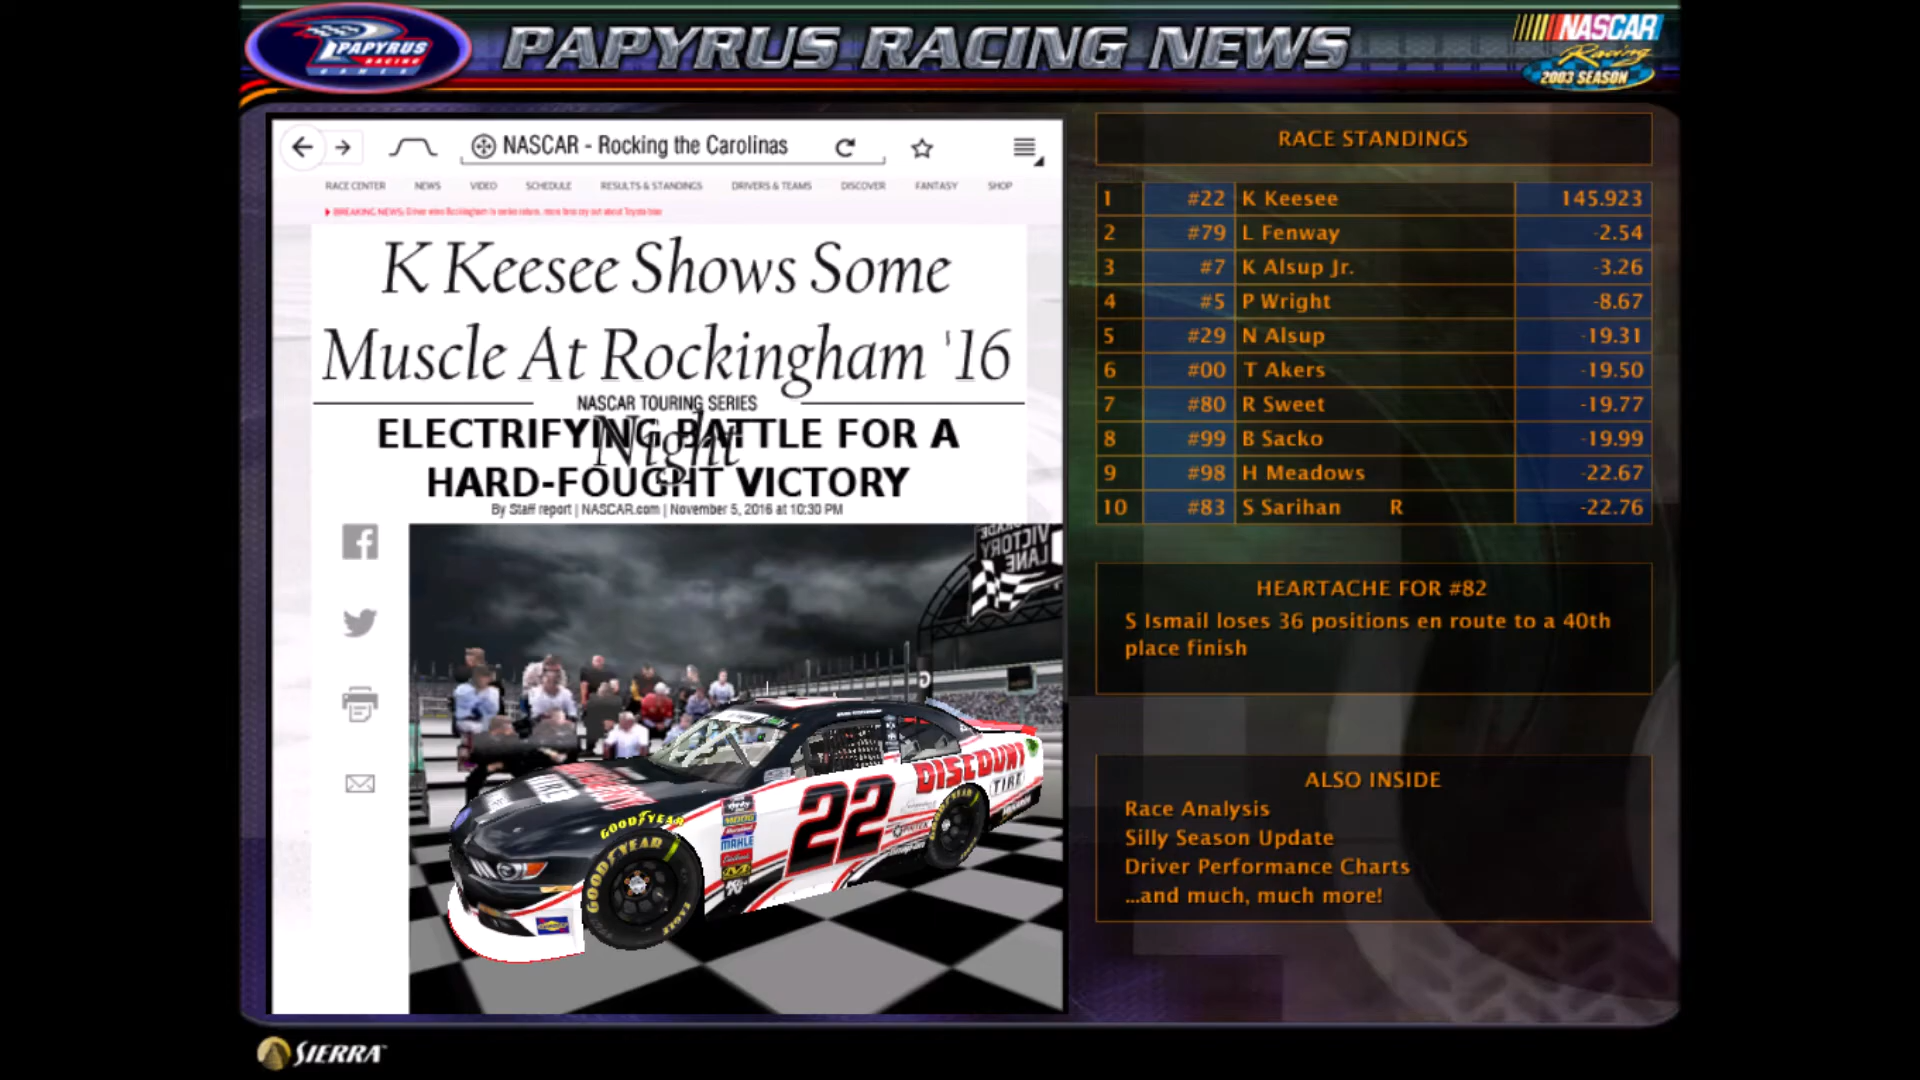 PAPYRUS
RACING
GAMES
PAPYRUS RACING NEWS
NASCAR
Racing
2003 SEASON
NASCAR - Rocking the Carolinas
RACE CENTER NEWS VIDEO SCHEDULE RESULTS & STANDINGS DRIVERS & TEAMS DISCOVER FANTASY SHOP
K Keesee Shows Some
Muscle At Rockingham '16
Night
NASCAR TOURING SERIES
ELECTRIFYING BATTLE FOR A
HARD-FOUGHT VICTORY
By Staff report | NASCAR.com | November 5, 2016 at 10:30 PM
VICTORY
LANE
DISCOUNT
TIRE
22
GOODYEAR
GOODYEAR
EAGLE
MOOG
MAHLE
RACE STANDINGS
1 #22 K Keesee 145.923
2 #79 L Fenway -2.54
3 #7 K Alsup Jr. -3.26
4 #5 P Wright -8.67
5 #29 N Alsup -19.31
6 #00 T Akers -19.50
7 #80 R Sweet -19.77
8 #99 B Sacko -19.99
9 #98 H Meadows -22.67
10 #83 S Sarihan R -22.76
HEARTACHE FOR #82
S Ismail loses 36 positions en route to a 40th
place finish
ALSO INSIDE
Race Analysis
Silly Season Update
Driver Performance Charts
...and much, much more!
SIERRA